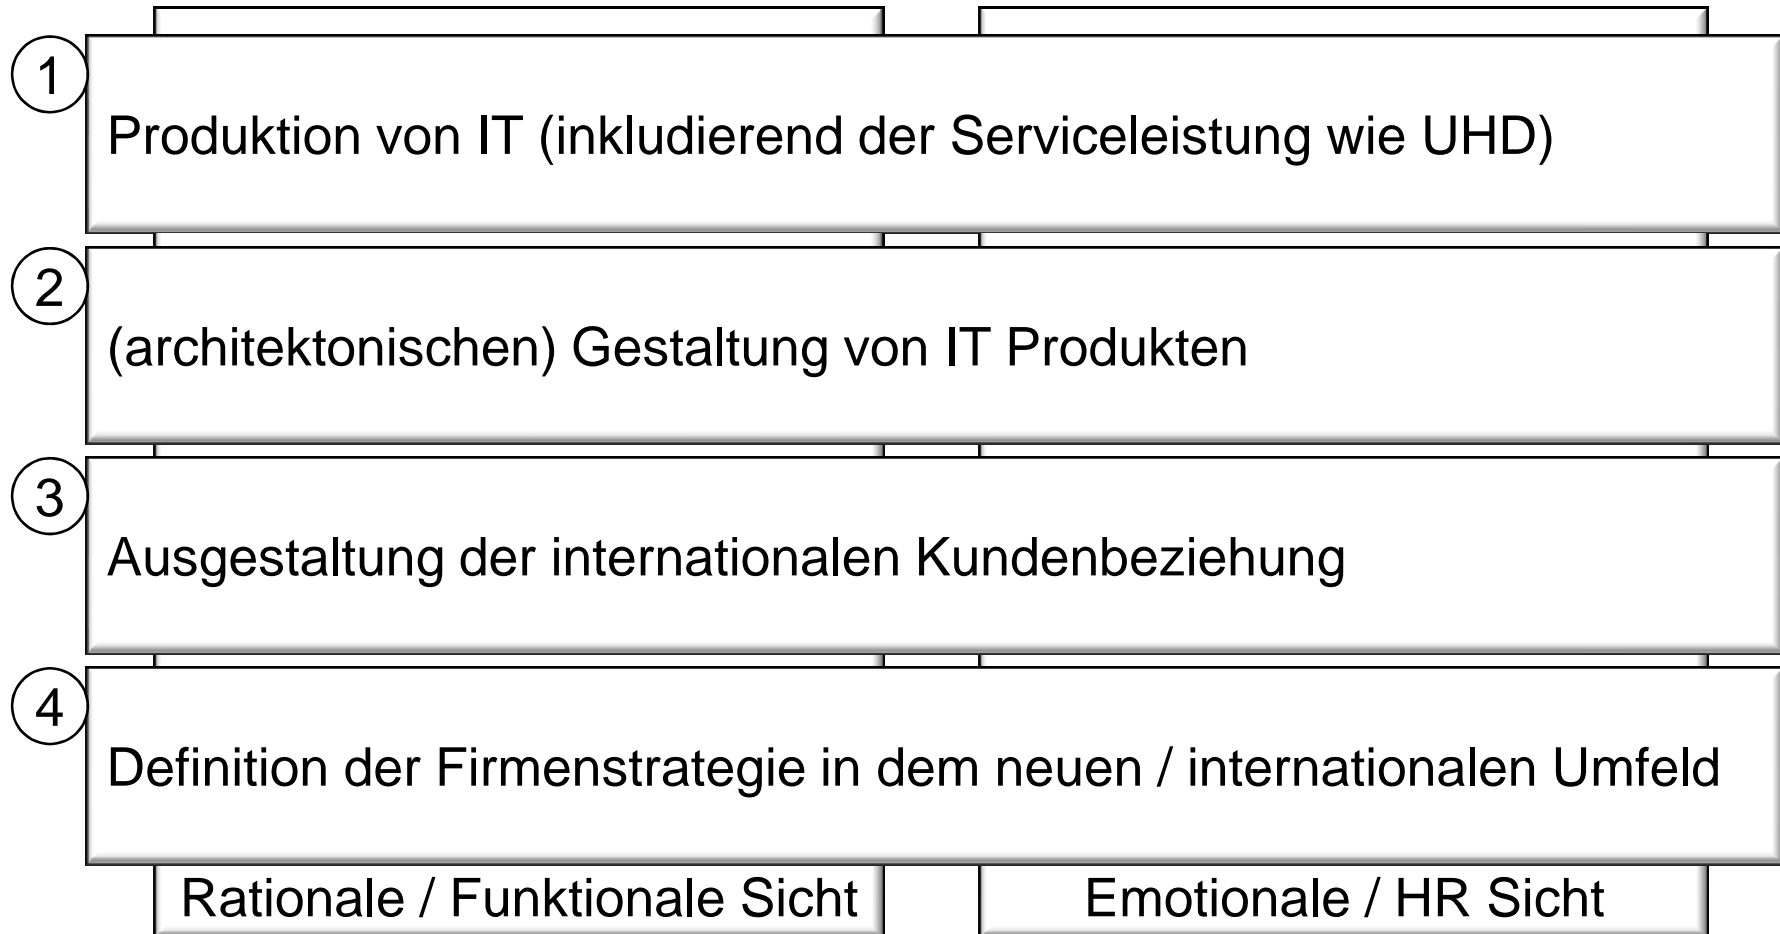 1
Produktion von IT (inkludierend der Serviceleistung wie UHD)
2
(architektonischen) Gestaltung von IT Produkten
3
Ausgestaltung der internationalen Kundenbeziehung
4
Definition der Firmenstrategie in dem neuen / internationalen Umfeld
Rationale / Funktionale Sicht
Emotionale / HR Sicht